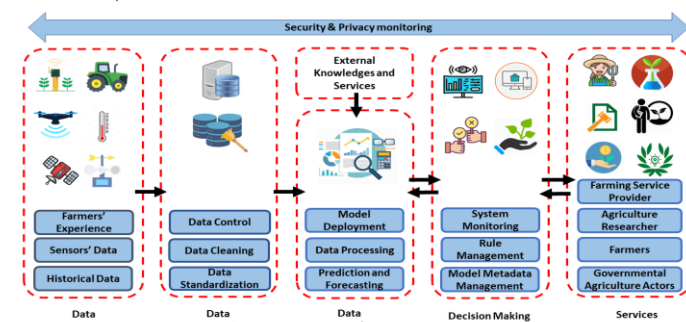 Security & Privacy monitoring
External
Knowledges and
Services
Farmers'
Experience
Sensors' Data
Historical Data
Data Control
Data Cleaning
Data
Standardization
Model
Deployment
Data Processing
Prediction and
Forecasting
System
Monitoring
Rule
Management
Model Metadata
Management
Farming Service
Provider
Agriculture
Researcher
Farmers
Governmental
Agriculture Actors
Data
Data
Data
Decision Making
Services